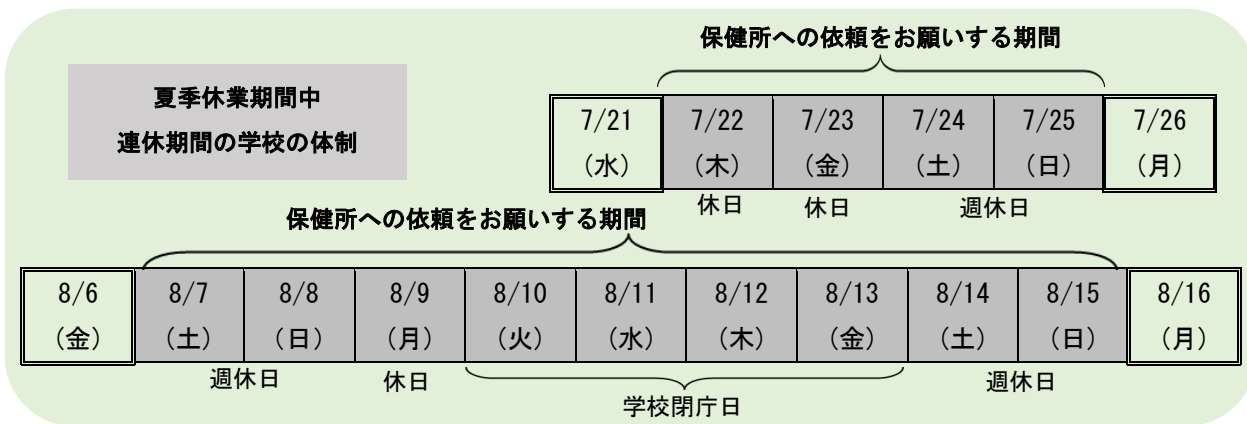 保健所への依頼をお願いする期間
夏季休業期間中
連休期間の学校の体制
7/21 7/22 7/23 7/24 7/25 7/26
(水) (木) (金) (土) (日) (月)
休日 休日 週休日
保健所への依頼をお願いする期間
8/6 8/7 8/8 8/9 8/10 8/11 8/12 8/13 8/14 8/15 8/16
(金) (土) (日) (月) (火) (水) (木) (金) (土) (日) (月)
週休日 休日 週休日
学校閉庁日